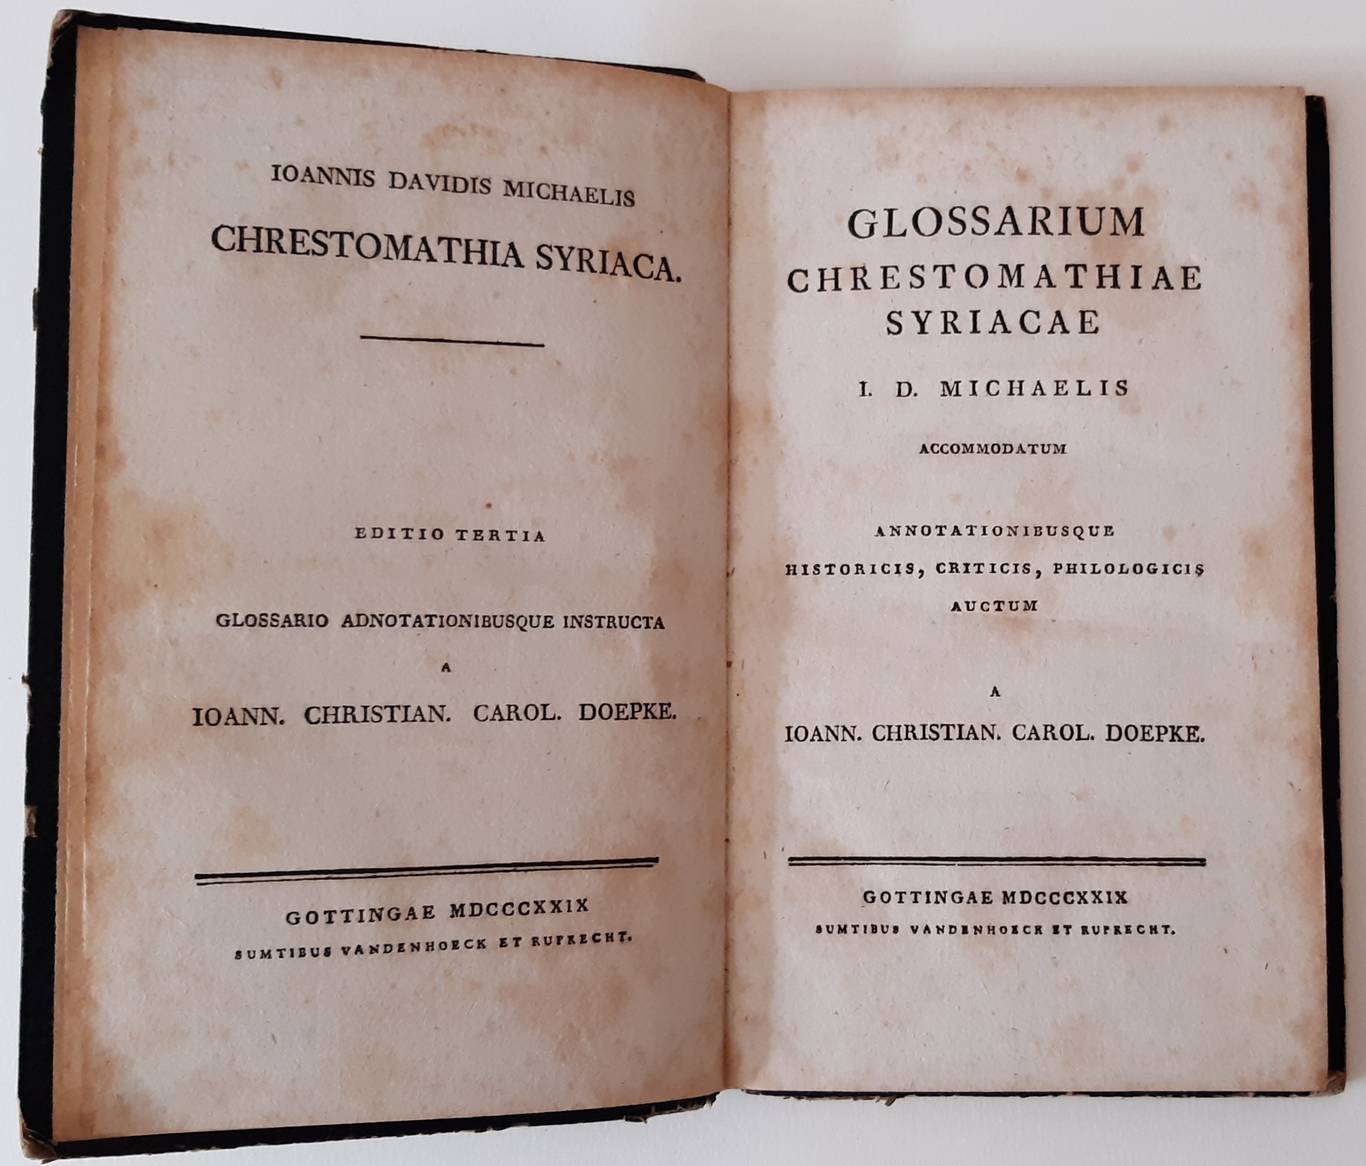 IOANNIS DAVIDIS MICHAELIS
CHRESTOMATHIA SYRIACA.
EDITIO TERTIA
GLOSSARIO ADNOTATIONIBUSQUE INSTRUCTA
A
IOANN. CHRISTIAN. CAROL. DOEPKE.
GOTTINGAE MDCCCXXIX
SUMTIBUS VANDENHOECK ET RUPRECHT.
GLOSSARIUM
CHRESTOMATHIAE
SYRIACAE
I. D. MICHAELIS
ACCOMMODATUM
ANNOTATIONIBUSQUE
HISTORICIS, CRITICIS, PHILOLOGICIS
AUCTUM
A
IOANN. CHRISTIAN. CAROL. DOEPKE.
GOTTINGAE MDCCCXXIX
SUMTIBUS VANDENHOECK ET RUPRECHT.